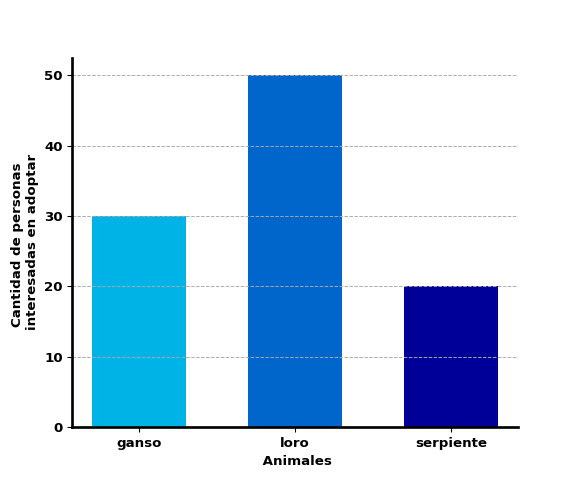 50
40
30
20
10
0
Cantidad de personas
interesadas en adoptar
ganso loro serpiente
Animales